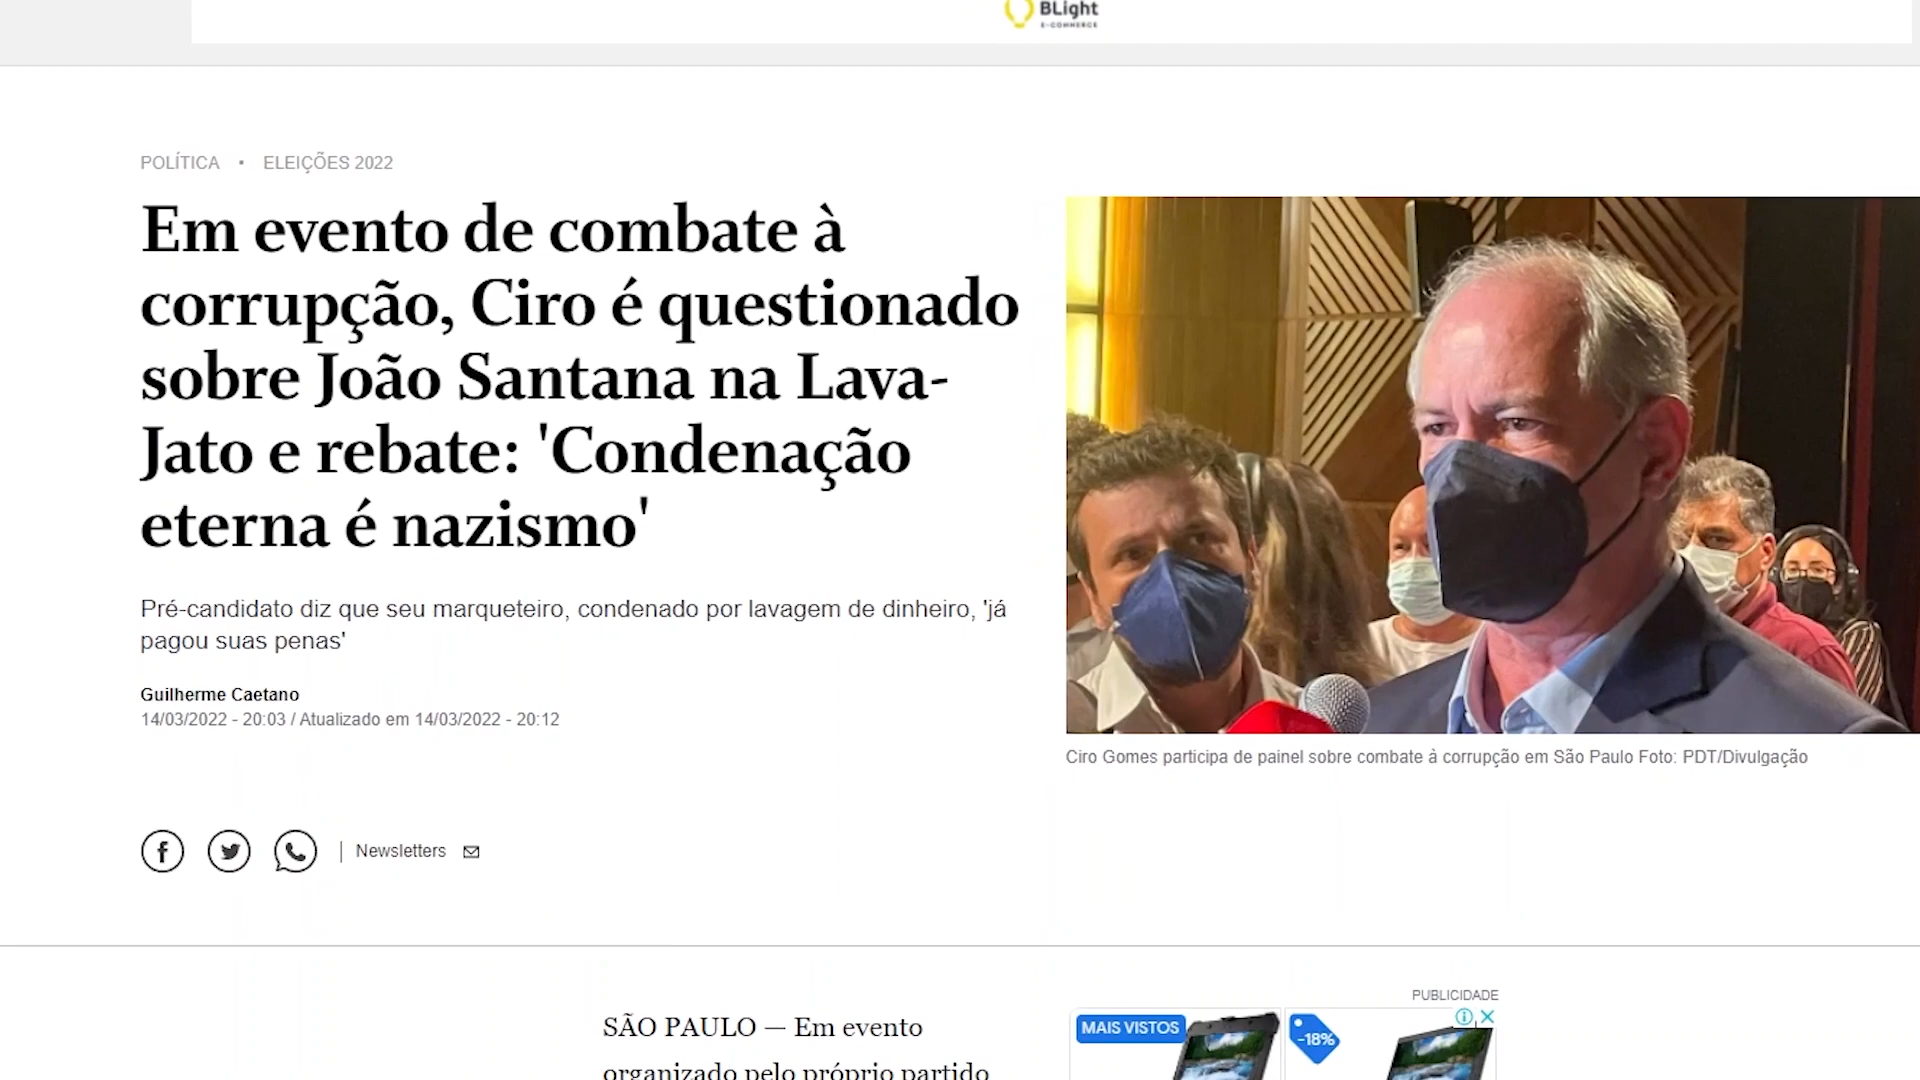 BLight
E-COMMERCE
POLÍTICA • ELEIÇÕES 2022
Em evento de combate à
corrupção, Ciro é questionado
sobre João Santana na Lava-
Jato e rebate: 'Condenação
eterna é nazismo'
Pré-candidato diz que seu marqueteiro, condenado por lavagem de dinheiro, 'já
pagou suas penas'
Guilherme Caetano
14/03/2022 - 20:03 / Atualizado em 14/03/2022 - 20:12
Ciro Gomes participa de painel sobre combate à corrupção em São Paulo Foto: PDT/Divulgação
Newsletters
PUBLICIDADE
MAIS VISTOS
-18%
SÃO PAULO — Em evento
organizado pelo próprio partido